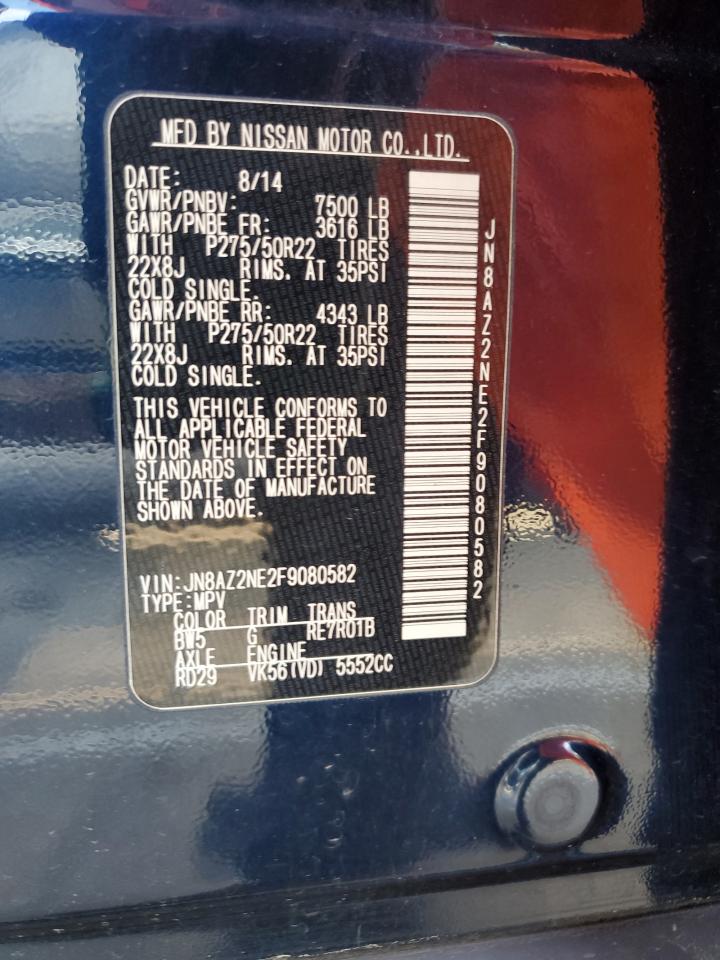 MFD BY NISSAN MOTOR CO.,LTD.
DATE: 8/14
GVWR/PNBV: 7500 LB
GAWR/PNBE FR: 3616 LB
WITH P275/50R22 TIRES
22X8J RIMS. AT 35PSI
COLD SINGLE.
GAWR/PNBE RR: 4343 LB
WITH P275/50R22 TIRES
22X8J RIMS. AT 35PSI
COLD SINGLE.
THIS VEHICLE CONFORMS TO
ALL APPLICABLE FEDERAL
MOTOR VEHICLE SAFETY
STANDARDS IN EFFECT ON
THE DATE OF MANUFACTURE
SHOWN ABOVE.
VIN:JN8AZ2NE2F9080582
TYPE:MPV
COLOR TRIM TRANS
BW5 G RE7R01B
AXLE ENGINE
RD29 VK56(VD) 5552CC
JN8AZ2NE2F9080582